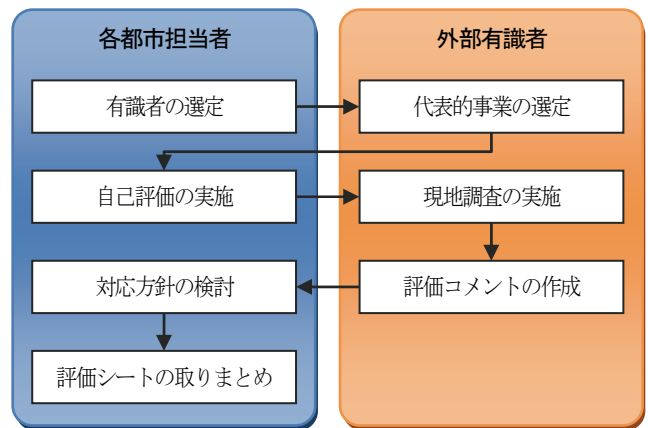 各都市担当者
外部有識者
有識者の選定
代表的事業の選定
自己評価の実施
現地調査の実施
対応方針の検討
評価コメントの作成
評価シートの取りまとめ